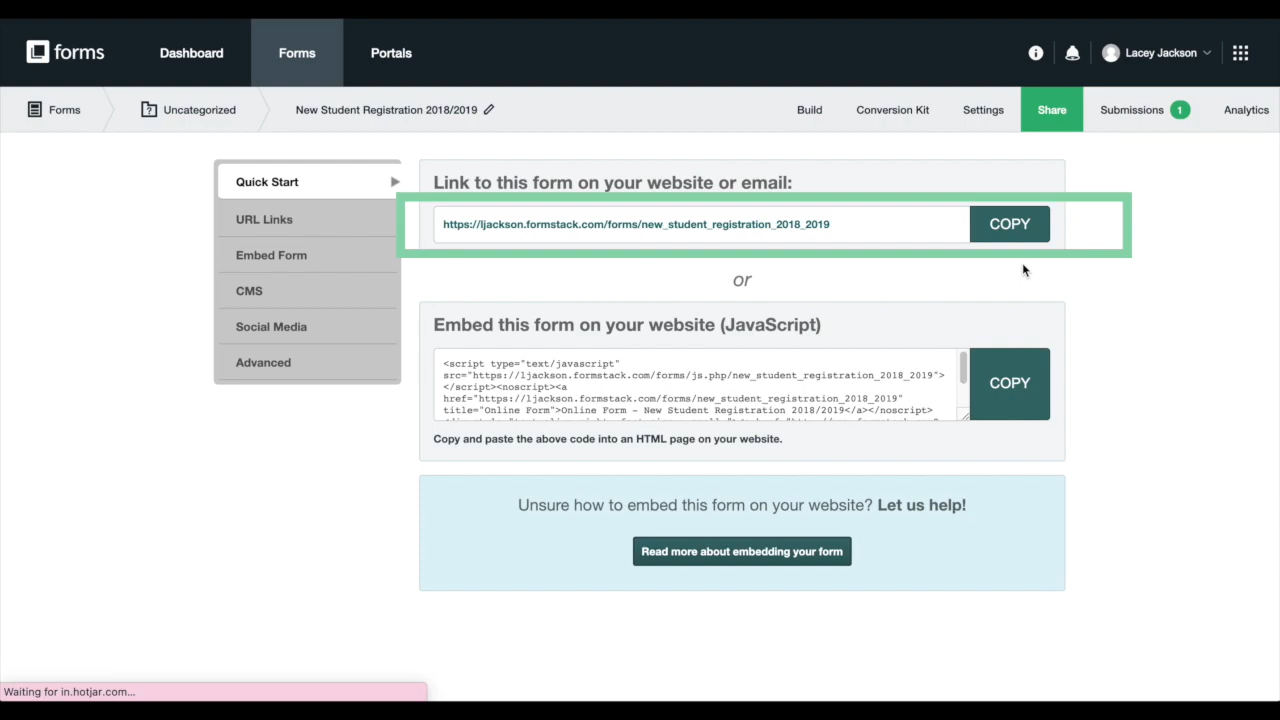 forms
Dashboard
Forms
Portals
Lacey Jackson
Forms
Uncategorized
New Student Registration 2018/2019
Build
Conversion Kit
Settings
Share
Submissions 1
Analytics
Quick Start
URL Links
Embed Form
CMS
Social Media
Advanced
Link to this form on your website or email:
https://ljackson.formstack.com/forms/new_student_registration_2018_2019
COPY
or
Embed this form on your website (JavaScript)
<script type="text/javascript"
src="https://ljackson.formstack.com/forms/js.php/new_student_registration_2018_2019">
</script><noscript><a
href="https://ljackson.formstack.com/forms/new_student_registration_2018_2019"
title="Online Form">Online Form - New Student Registration 2018/2019</a></noscript>
COPY
Copy and paste the above code into an HTML page on your website.
Unsure how to embed this form on your website? Let us help!
Read more about embedding your form
Waiting for in.hotjar.com...